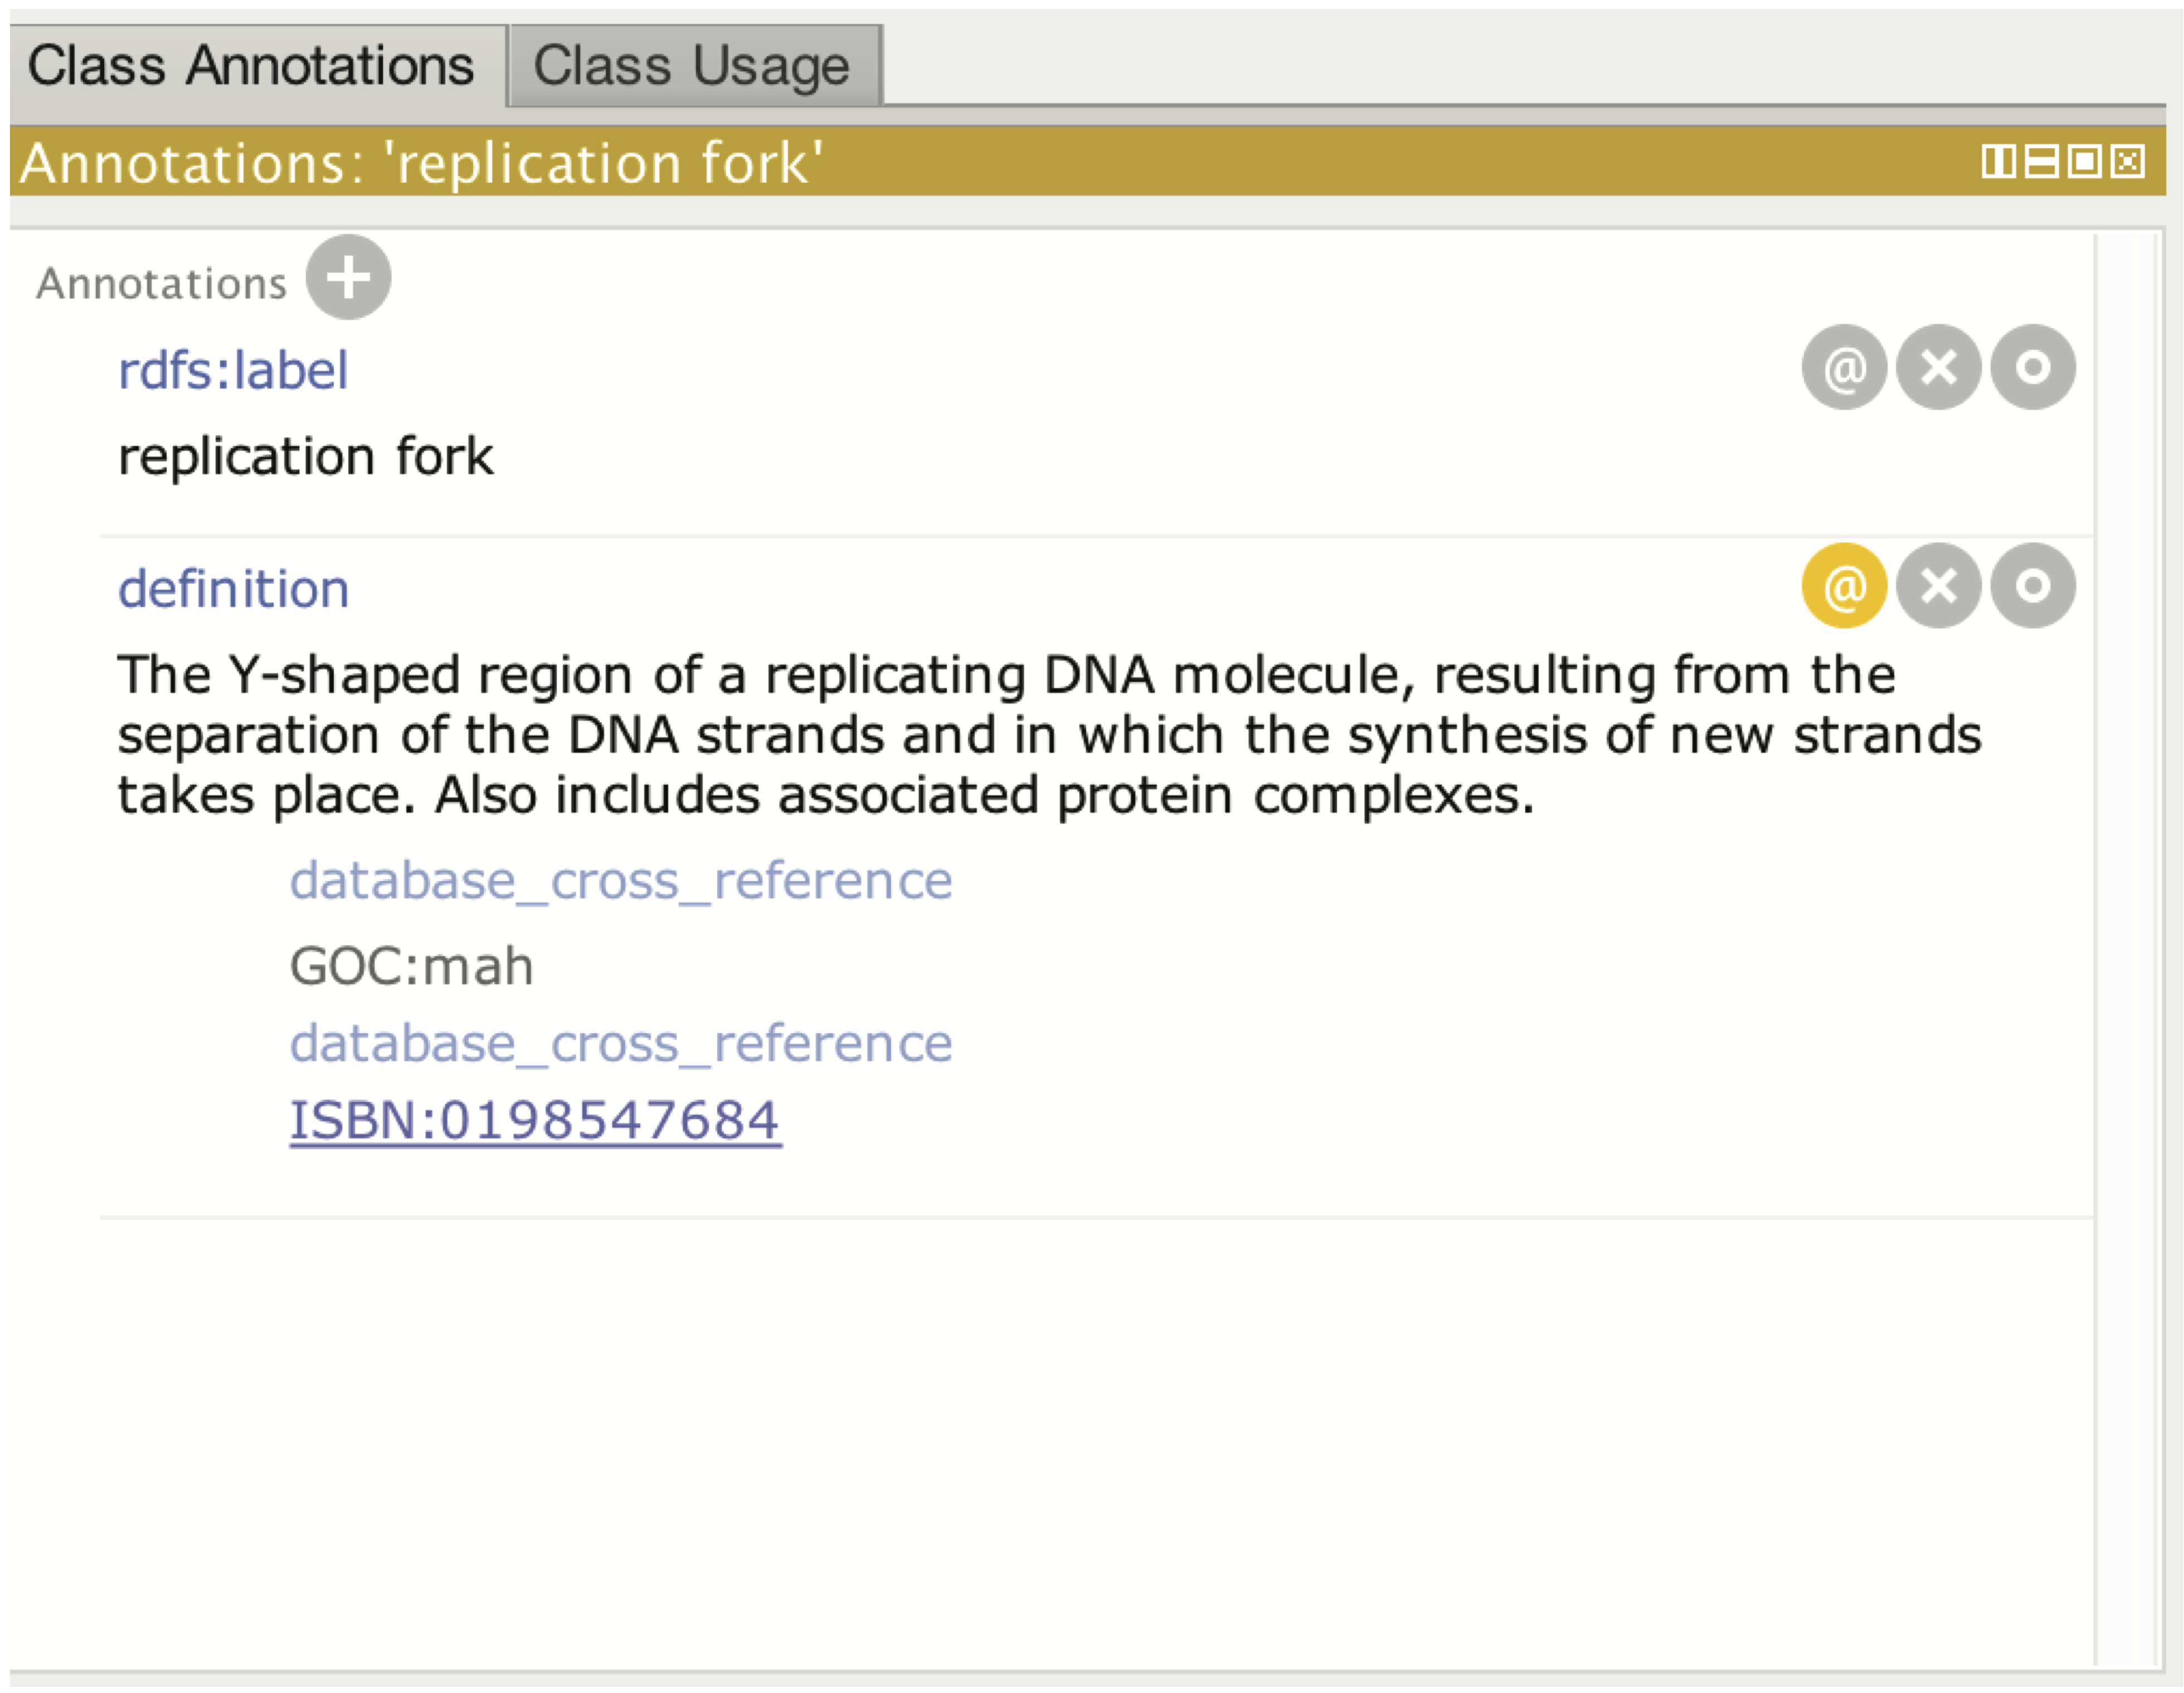 Class Annotations Class Usage
Annotations: 'replication fork'
Annotations
rdfs:label
@
replication fork
definition
@
The Y-shaped region of a replicating DNA molecule, resulting from the
separation of the DNA strands and in which the synthesis of new strands
takes place. Also includes associated protein complexes.
database_cross_reference
GOC:mah
database_cross_reference
ISBN:0198547684